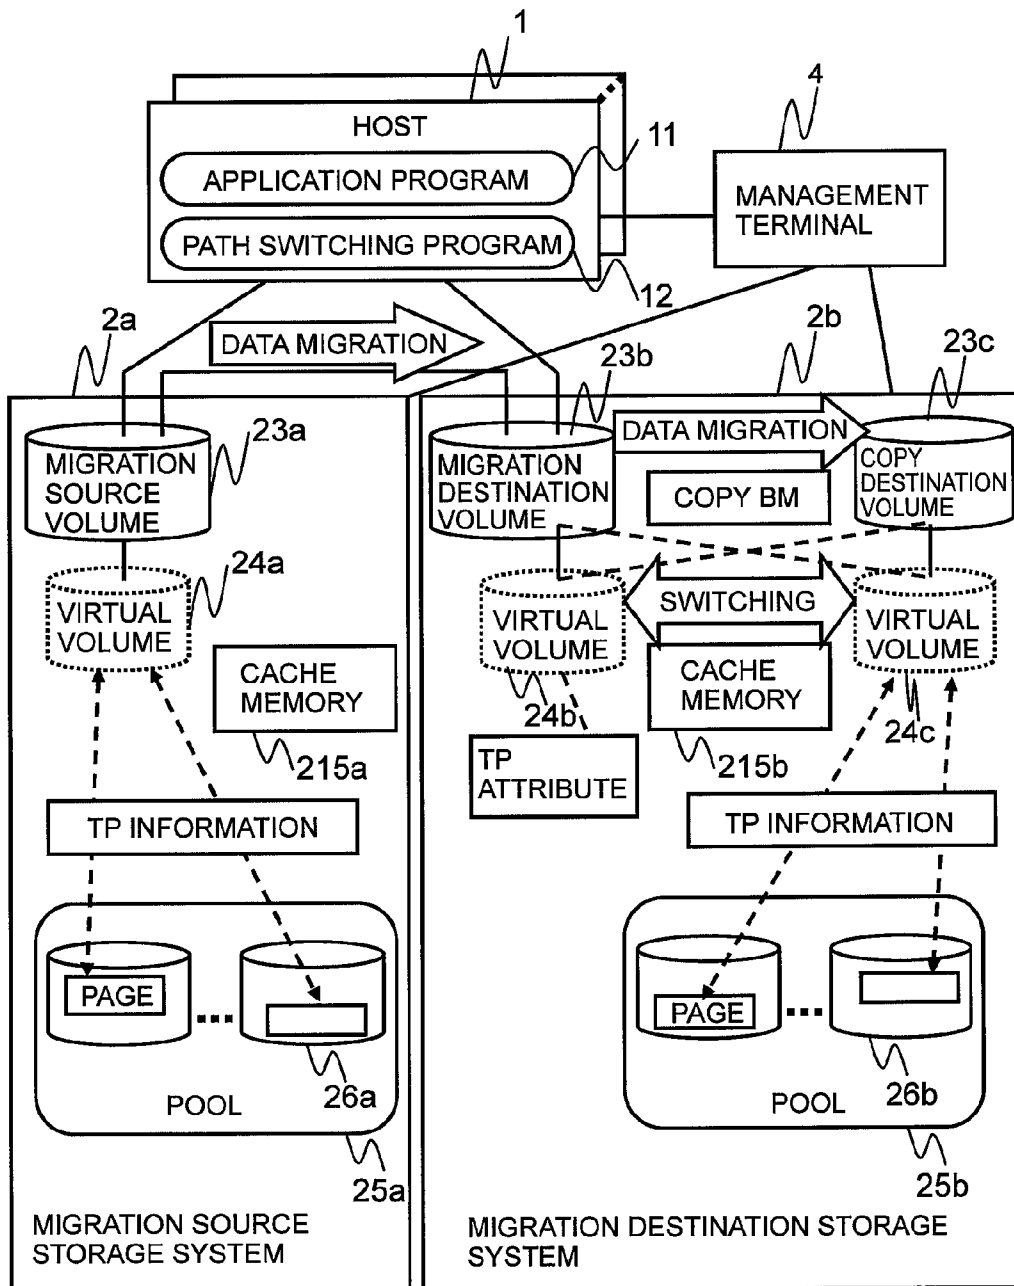 1
HOST
4
11
APPLICATION PROGRAM
MANAGEMENT
TERMINAL
PATH SWITCHING PROGRAM
12
2a
DATA MIGRATION
2b
23b
23c
23a
DATA MIGRATION
MIGRATION
SOURCE
VOLUME
MIGRATION
DESTINATION
VOLUME
COPY BM
COPY
DESTINATION
VOLUME
24a
VIRTUAL
VOLUME
SWITCHING
VIRTUAL
VOLUME
VIRTUAL
VOLUME
CACHE
MEMORY
CACHE
MEMORY
24b
24c
215a
TP
ATTRIBUTE
215b
TP INFORMATION
TP INFORMATION
PAGE
PAGE
26a
26b
POOL
POOL
25a
25b
MIGRATION SOURCE
STORAGE SYSTEM
MIGRATION DESTINATION STORAGE
SYSTEM